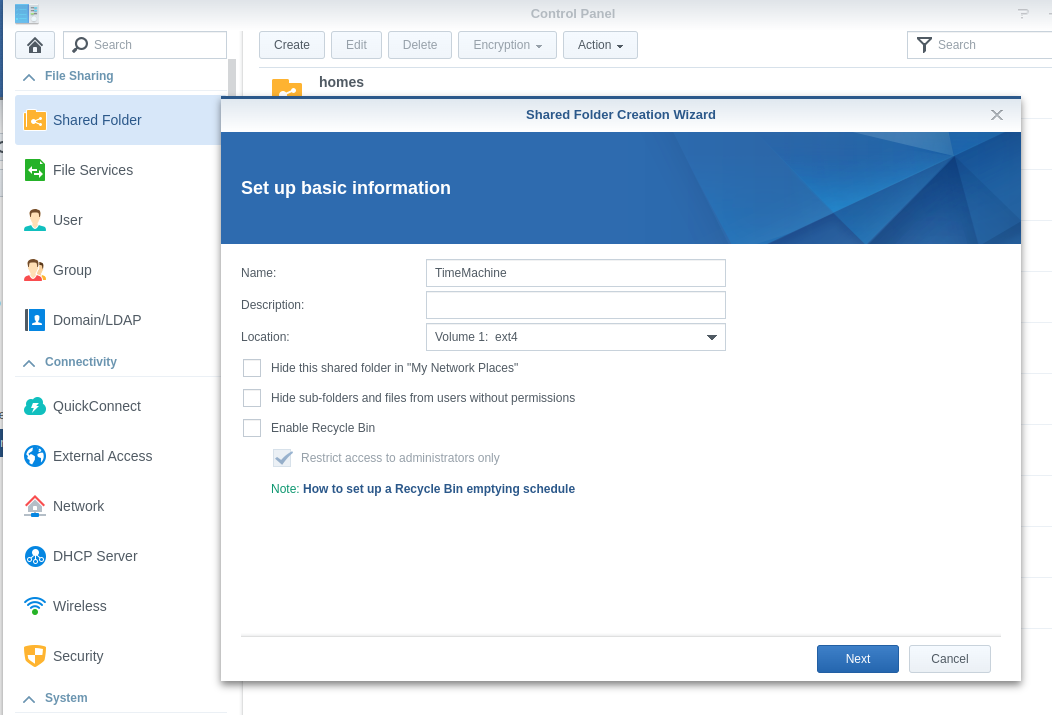 Control Panel
Search
Create
Edit
Delete
Encryption
Action
Search
File Sharing
homes
Shared Folder
File Services
User
Group
Domain/LDAP
Connectivity
QuickConnect
External Access
Network
DHCP Server
Wireless
Security
System
Shared Folder Creation Wizard
Set up basic information
Name: TimeMachine
Description:
Location: Volume 1: ext4
Hide this shared folder in "My Network Places"
Hide sub-folders and files from users without permissions
Enable Recycle Bin
Restrict access to administrators only
Note: How to set up a Recycle Bin emptying schedule
Next
Cancel